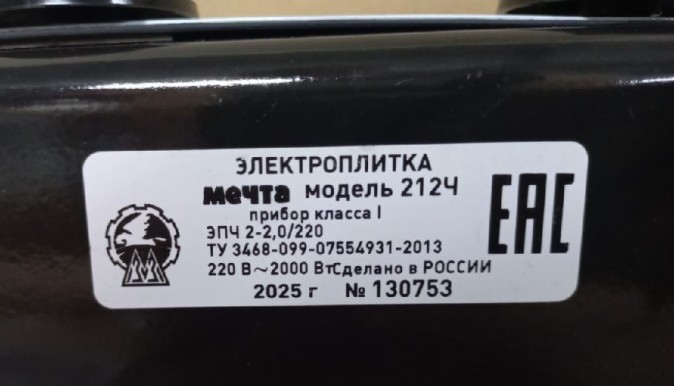 ЭЛЕКТРОПЛИТКА
мечта модель 212Ч
прибор класса I
ЭПЧ 2-2,0/220
ТУ 3468-099-07554931-2013
220 В~2000 ВтСделано в РОССИИ
2025 г № 130753
ЕАС